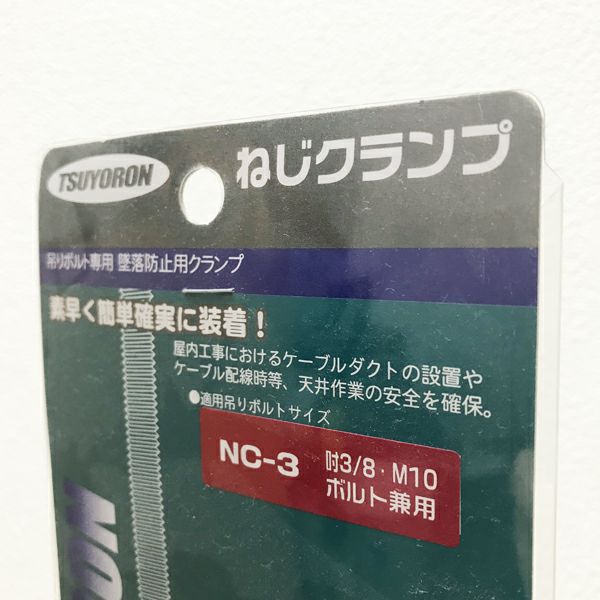 TSUYORON
ねじクランプ
吊りボルト専用 墜落防止用クランプ
素早く簡単確実に装着！
屋内工事におけるケーブルダクトの設置や
ケーブル配線時等、天井作業の安全を確保。
●適用吊りボルトサイズ
NC-3
吋3/8・M10
ボルト兼用
RON